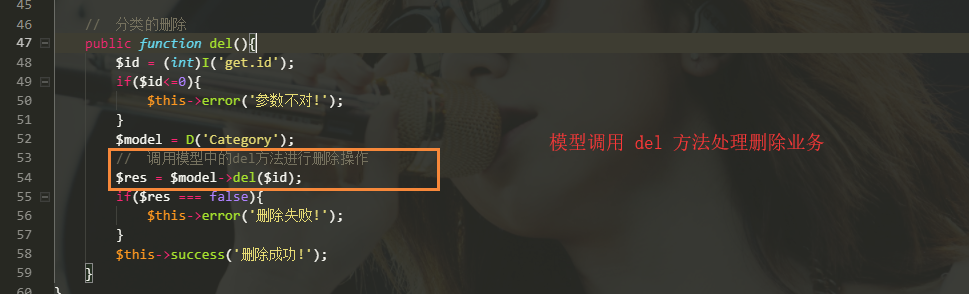 45
46 // 分类的删除
47 public function del(){
48 $id = (int)I('get.id');
49 if($id<=0){
50 $this->error('参数不对!');
51 }
52 $model = D('Category');
53 // 调用模型中的del方法进行删除操作
54 $res = $model->del($id);
55 if($res === false){
56 $this->error('删除失败!');
57 }
58 $this->success('删除成功!');
59 }
60 }
模型调用 del 方法处理删除业务